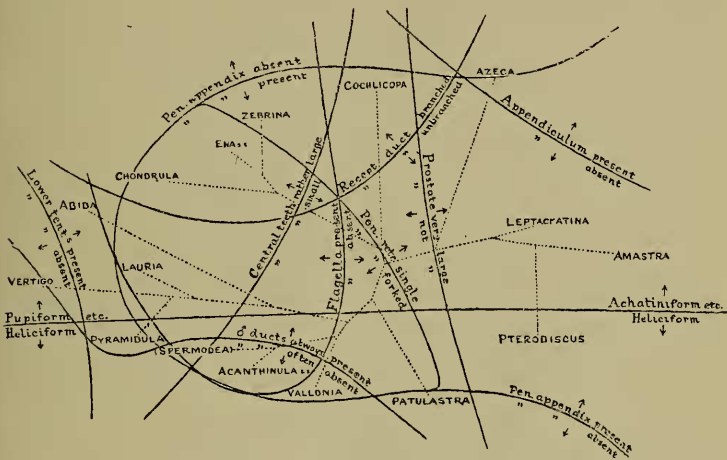 Pen. appendix absent
" " present
COCHLICOPA
AZECA
ZEBRINA
ENA s.s.
CHONDRULA
Central teeth rather large
" " small
Recept. duct branched
" " unbranched
Appendiculum present
" absent
Prostate very large
" not "
Lower tent's present
" " absent
ABIDA
Flagella present
" absent
Pen. retr. single
" " forked
LEPTACHATINA
AMASTRA
LAURIA
VERTIGO
Pupiform etc.
Heliciform
Achatiniform etc.
Heliciform
PYRAMIDULA
(SPERMODEA)
♂ ducts always present
" " often absent
PTERODISCUS
ACANTHINULA s.s.
VALLONIA
PATULASTRA
Pen. appendix present
" " absent